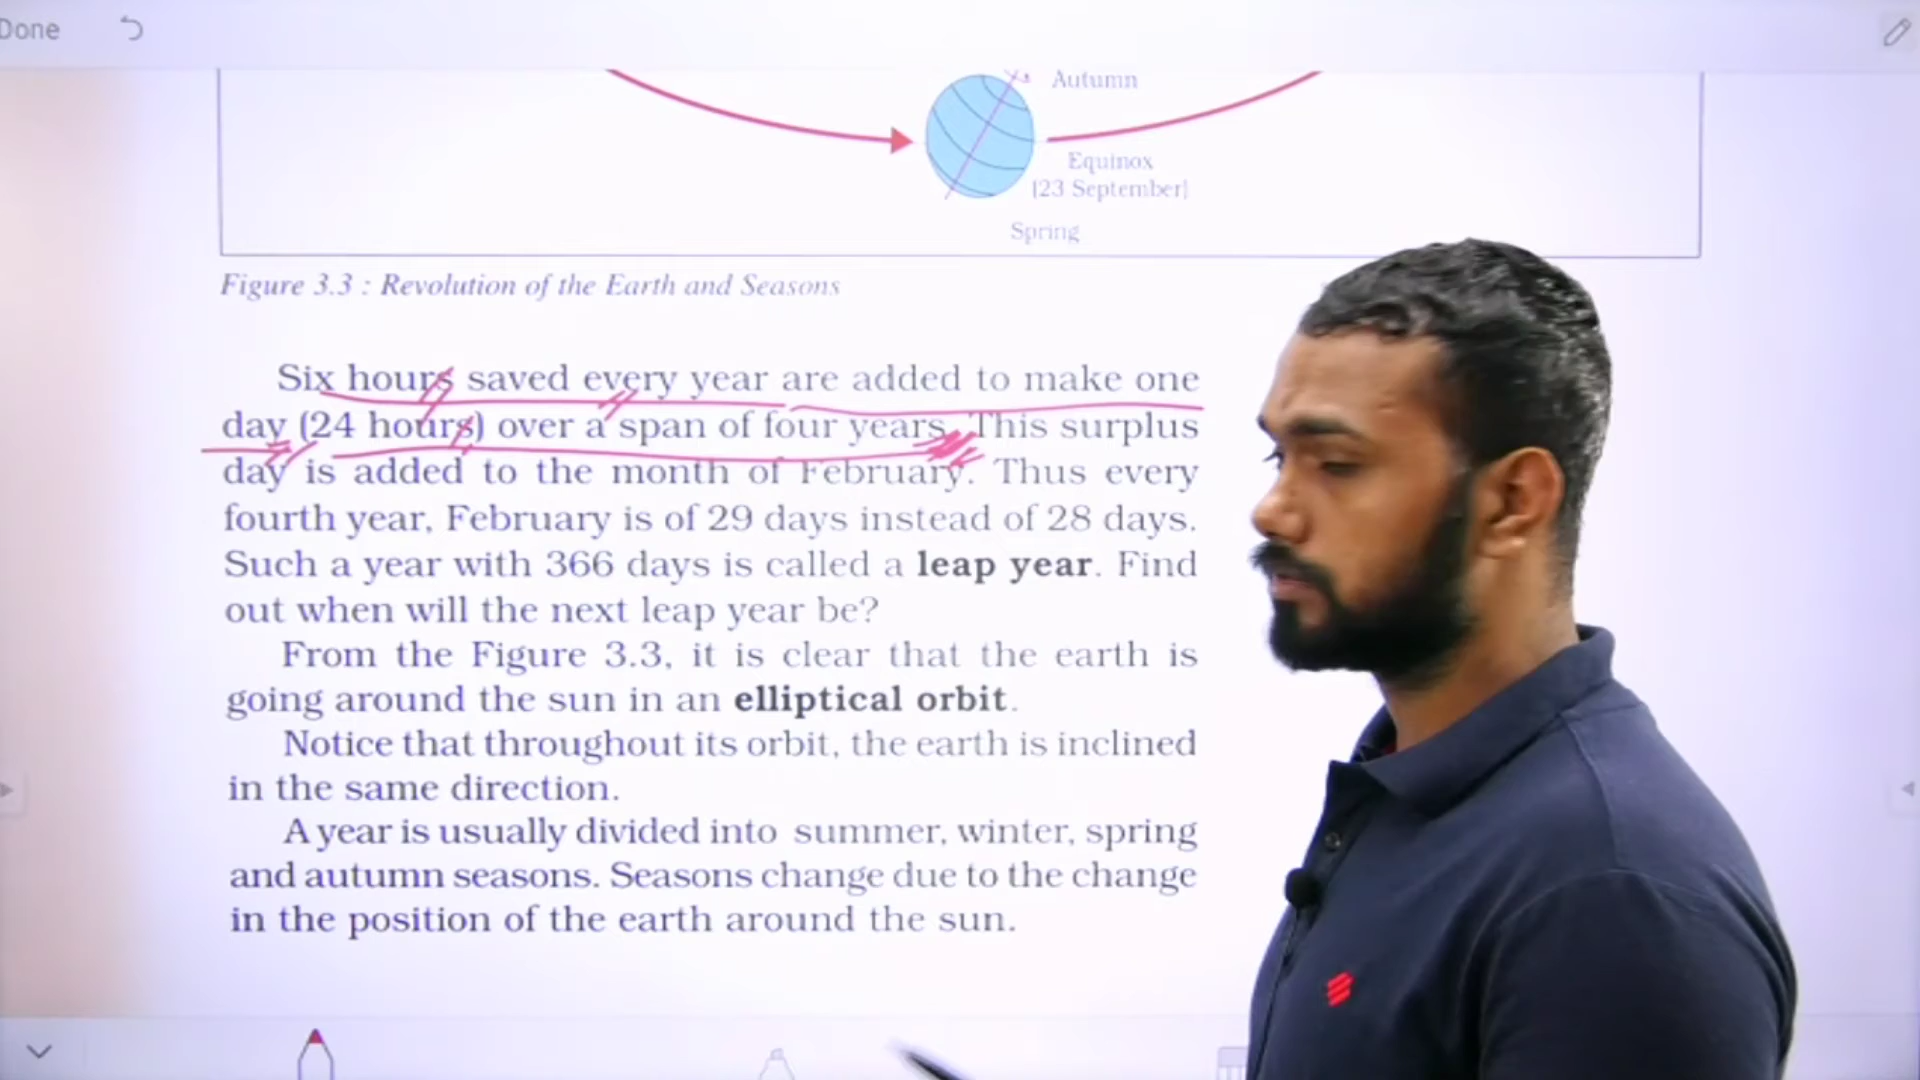 Done
Autumn
Equinox
[23 September]
Spring
Figure 3.3 : Revolution of the Earth and Seasons
Six hours saved every year are added to make one
day (24 hours) over a span of four years. This surplus
day is added to the month of February. Thus every
fourth year, February is of 29 days instead of 28 days.
Such a year with 366 days is called a leap year. Find
out when will the next leap year be?
From the Figure 3.3, it is clear that the earth is
going around the sun in an elliptical orbit.
Notice that throughout its orbit, the earth is inclined
in the same direction.
A year is usually divided into summer, winter, spring
and autumn seasons. Seasons change due to the change
in the position of the earth around the sun.